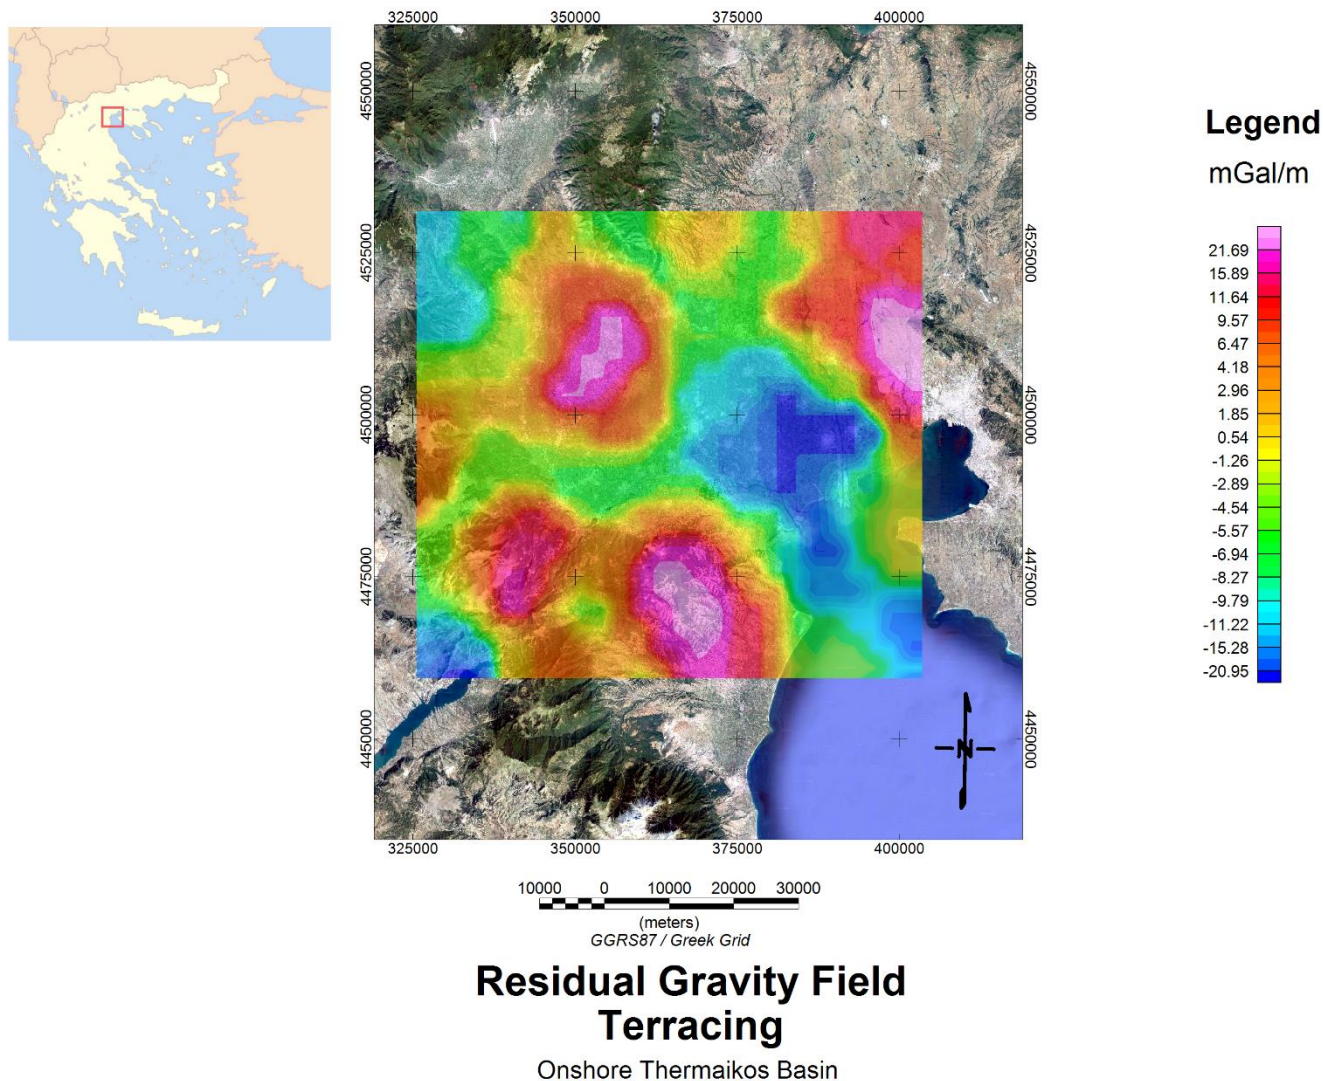 325000 350000 375000 400000
4550000 4550000
4525000 4525000
4500000 4500000
4475000 4475000
4450000 4450000
325000 350000 375000 400000
Legend
mGal/m
21.69
15.89
11.64
9.57
6.47
4.18
2.96
1.85
0.54
-1.26
-2.89
-4.54
-5.57
-6.94
-8.27
-9.79
-11.22
-15.28
-20.95
N
10000 0 10000 20000 30000
(meters)
GGRS87 / Greek Grid
Residual Gravity Field
Terracing
Onshore Thermaikos Basin